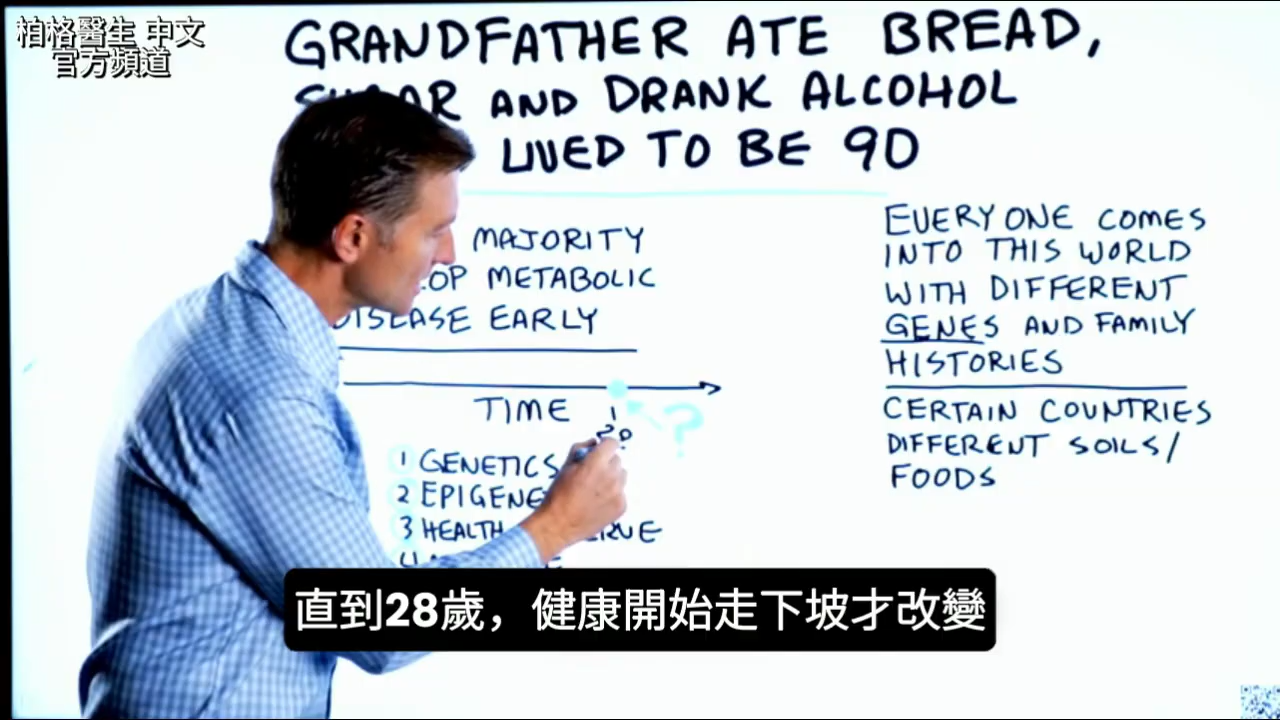 柏格醫生 中文
官方頻道
GRANDFATHER ATE BREAD,
AND DRANK ALCOHOL
LIVED TO BE 90
MAJORITY
METABOLIC
DISEASE EARLY
TIME
?
1 GENETICS
2
3 HEALTH
EVERYONE COMES
INTO THIS WORLD
WITH DIFFERENT
GENES AND FAMILY
HISTORIES
CERTAIN COUNTRIES
DIFFERENT SOILS/
FOODS
直到28歲，健康開始走下坡才改變